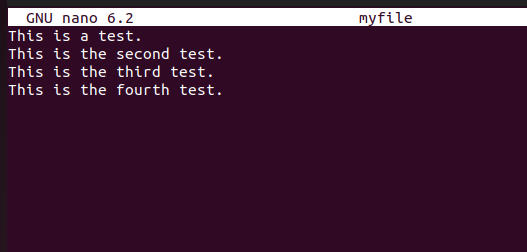 GNU nano 6.2 myfile
This is a test.
This is the second test.
This is the third test.
This is the fourth test.